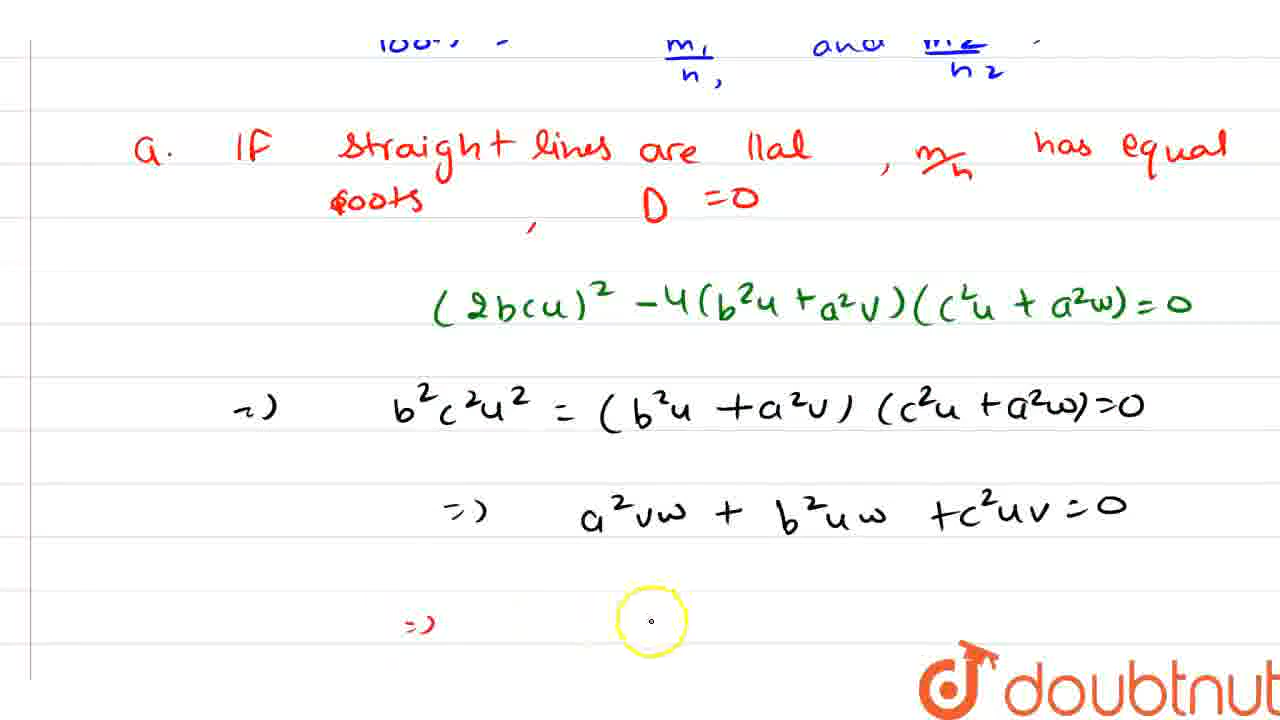 m₁ and m₂
n₁ n₂
a. If straight lines are llal , m/n has equal
roots , D = 0
(2bcu)² - 4(b²u + a²v)(c²u + a²w) = 0
=) b²c²u² = (b²u + a²v) (c²u + a²w) = 0
=) a²vw + b²uw + c²uv = 0
=)
doubtnut